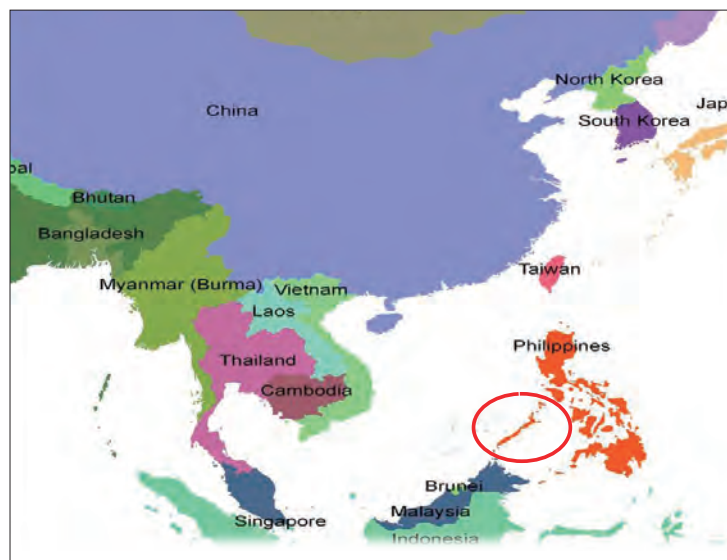 North Korea
China
Jap
South Korea
pal
Bhutan
Bangladesh
Taiwan
Myanmar (Burma)
Vietnam
Laos
Philippines
Thailand
Cambodia
Brunei
Malaysia
Singapore
Indonesia